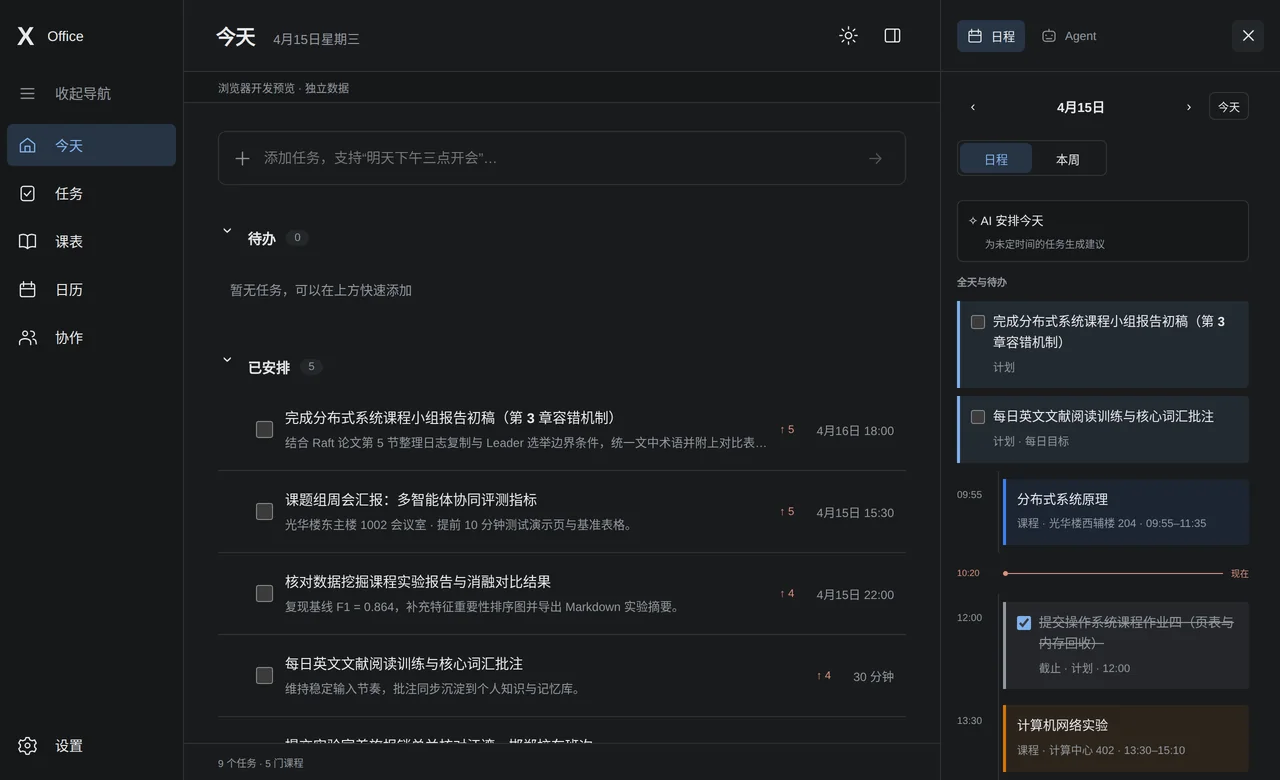 X Office
收起导航
今天
任务
课表
日历
协作
设置
今天 4月15日星期三
浏览器开发预览 · 独立数据
添加任务，支持“明天下午三点开会”…
待办 0
暂无任务，可以在上方快速添加
已安排 5
完成分布式系统课程小组报告初稿（第 3 章容错机制）
结合 Raft 论文第 5 节整理日志复制与 Leader 选举边界条件，统一文中术语并附上对比表…
↑ 5 4月16日 18:00
课题组周会汇报：多智能体协同评测指标
光华楼东主楼 1002 会议室 · 提前 10 分钟测试演示页与基准表格。
↑ 5 4月15日 15:30
核对数据挖掘课程实验报告与消融对比结果
复现基线 F1 = 0.864，补充特征重要性排序图并导出 Markdown 实验摘要。
↑ 4 4月15日 22:00
每日英文文献阅读训练与核心词汇批注
维持稳定输入节奏，批注同步沉淀到个人知识与记忆库。
↑ 4 30 分钟
9 个任务 · 5 门课程
日程 Agent
‹ 4月15日 › 今天
日程 本周
✧ AI 安排今天
为未定时间的任务生成建议
全天与待办
完成分布式系统课程小组报告初稿（第 3
章容错机制）
计划
每日英文文献阅读训练与核心词汇批注
计划 · 每日目标
09:55
分布式系统原理
课程 · 光华楼西辅楼 204 · 09:55–11:35
10:20 现在
12:00
提交操作系统课程作业四（页表与
内存回收）
截止 · 计划 · 12:00
13:30
计算机网络实验
课程 · 计算中心 402 · 13:30–15:10